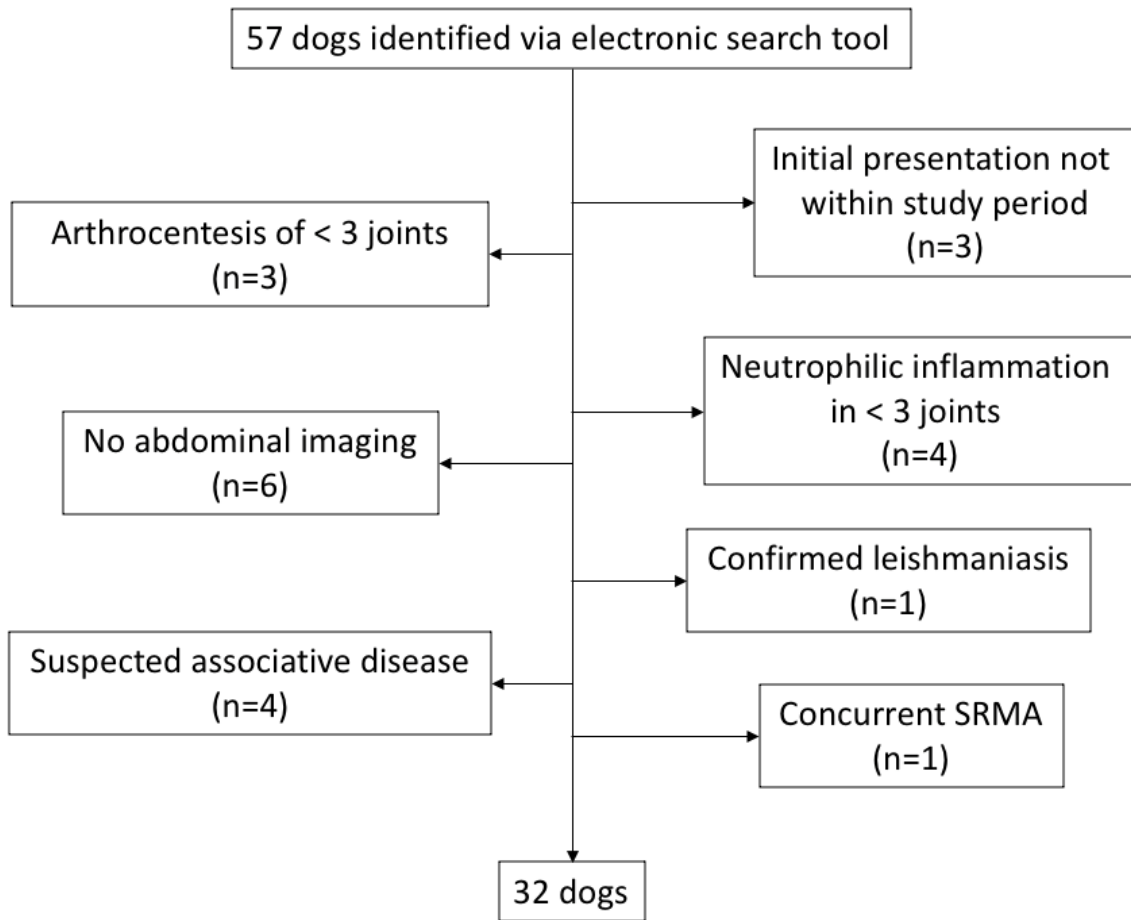 57 dogs identified via electronic search tool
Initial presentation not
within study period
(n=3)
Arthrocentesis of < 3 joints
(n=3)
Neutrophilic inflammation
in < 3 joints
(n=4)
No abdominal imaging
(n=6)
Confirmed leishmaniasis
(n=1)
Suspected associative disease
(n=4)
Concurrent SRMA
(n=1)
32 dogs